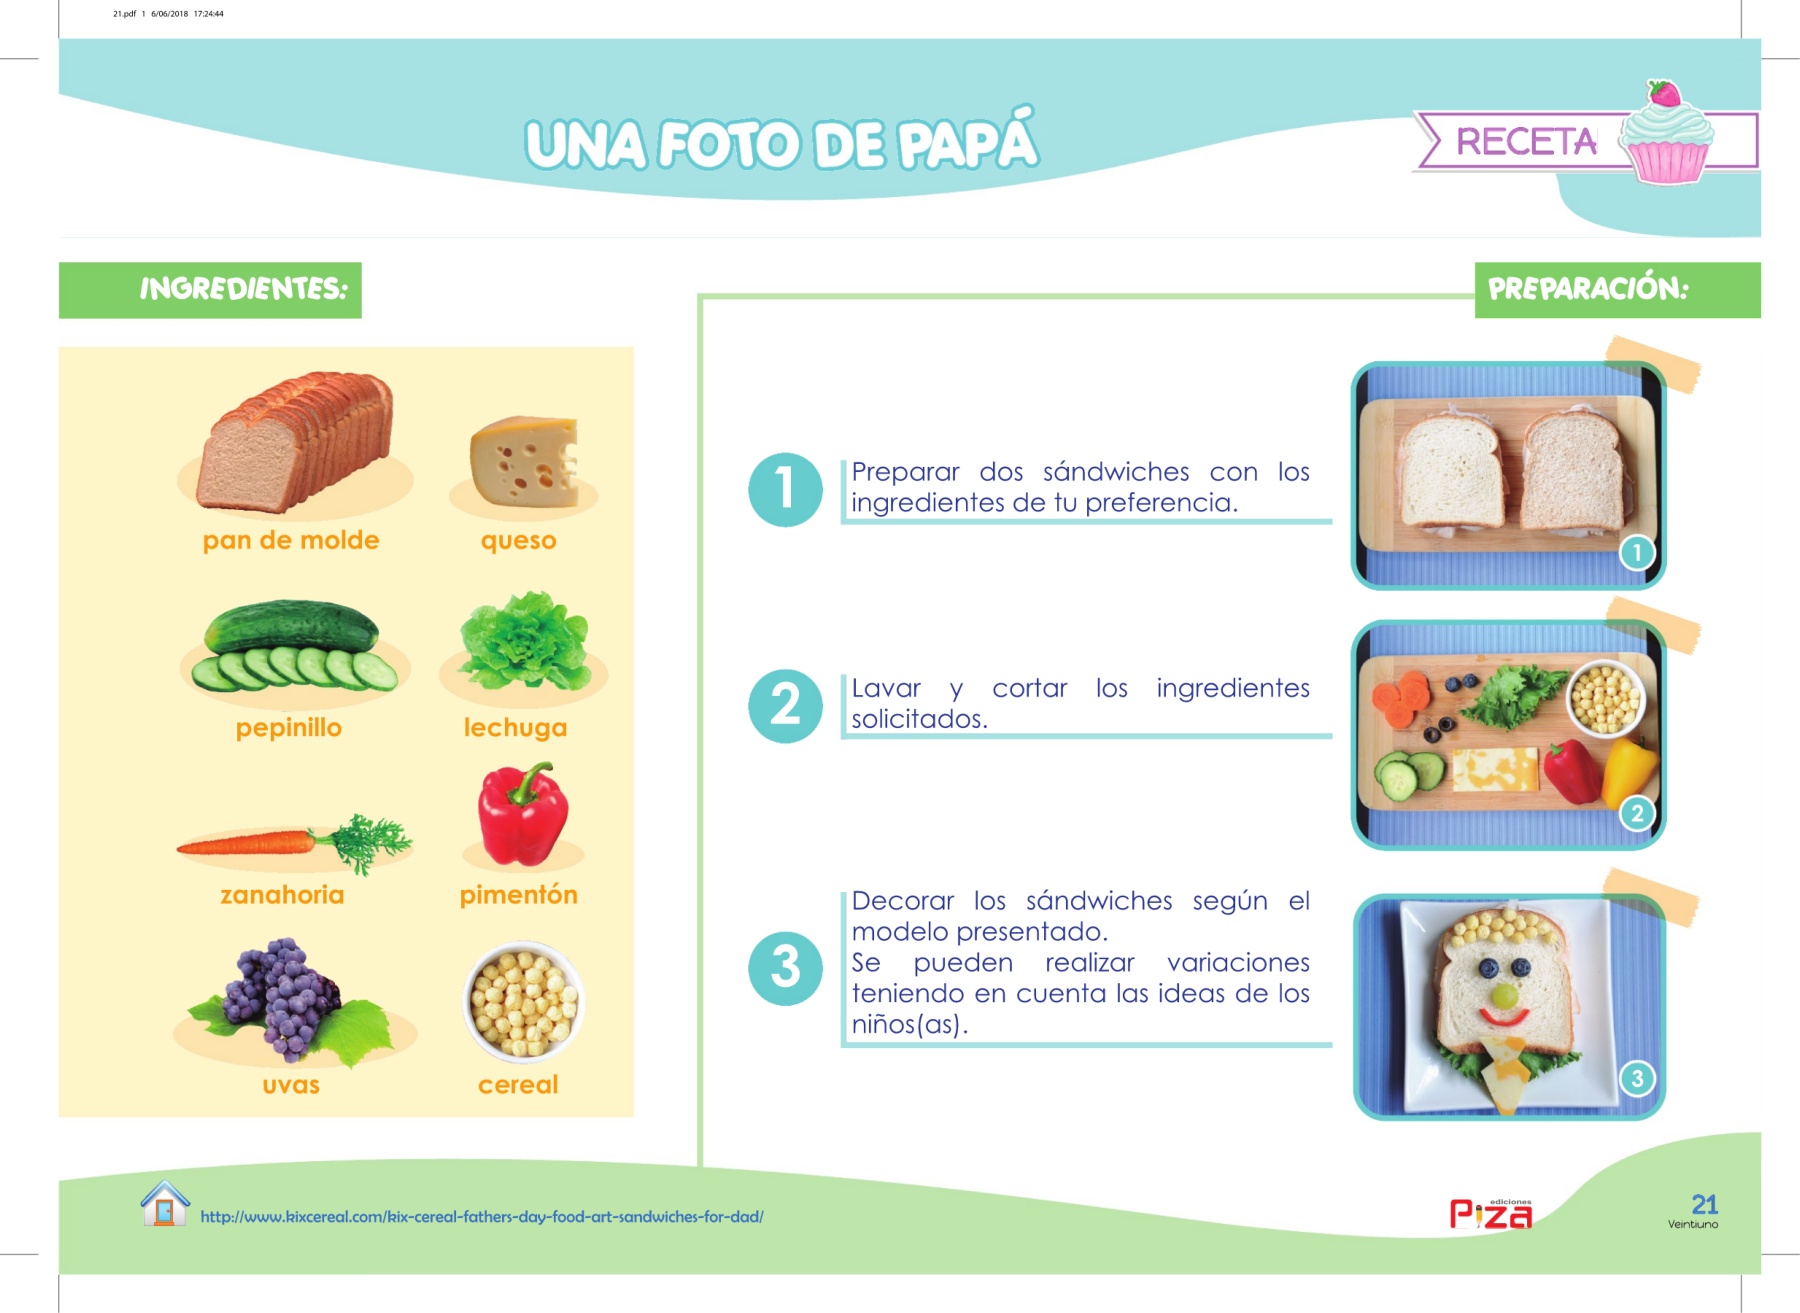 21.pdf 1 6/06/2018 17:24:44
UNA FOTO DE PAPÁ
RECETA
INGREDIENTES:
pan de molde
queso
pepinillo
lechuga
zanahoria
pimentón
uvas
cereal
PREPARACIÓN:
1
Preparar dos sándwiches con los
ingredientes de tu preferencia.
1
2
Lavar y cortar los ingredientes
solicitados.
2
3
Decorar los sándwiches según el
modelo presentado.
Se pueden realizar variaciones
teniendo en cuenta las ideas de los
niños(as).
3
http://www.kixcereal.com/kix-cereal-fathers-day-food-art-sandwiches-for-dad/
ediciones
Piza
21
Veintiuno